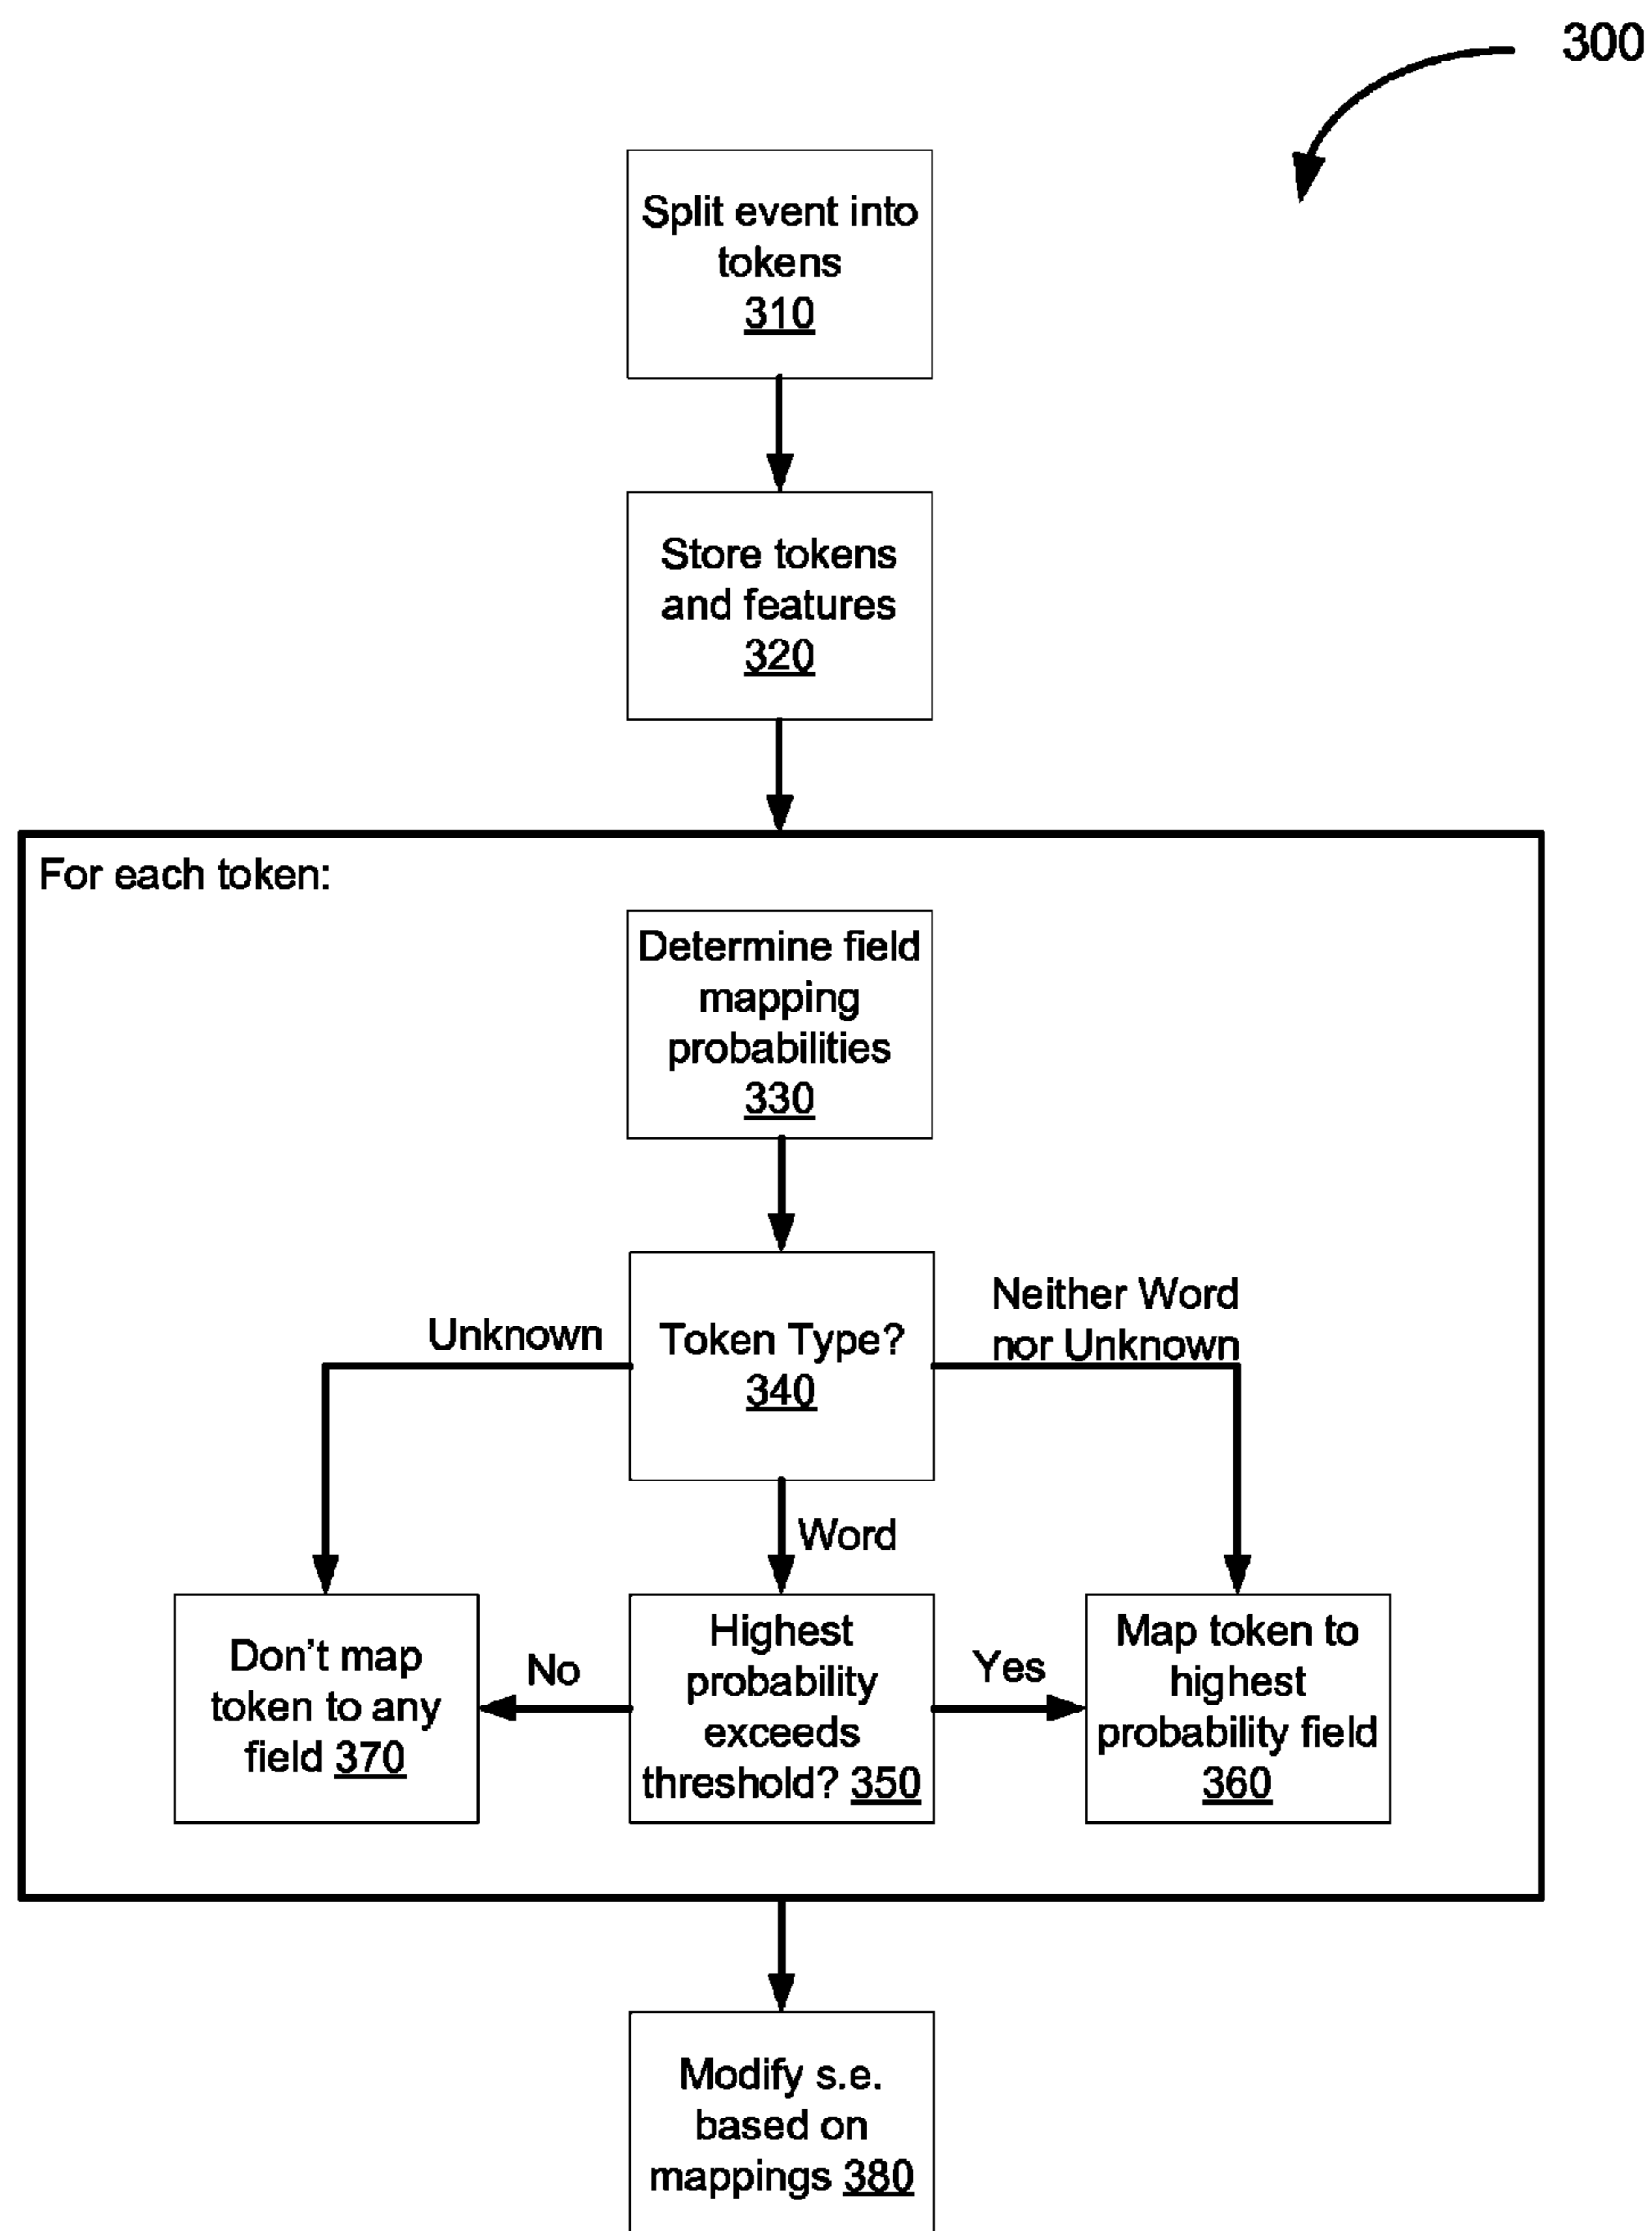 300
Split event into
tokens
310
Store tokens
and features
320
For each token:
Determine field
mapping
probabilities
330
Unknown
Token Type?
340
Neither Word
nor Unknown
Word
Don't map
token to any
field 370
No
Highest
probability
exceeds
threshold? 350
Yes
Map token to
highest
probability field
360
Modify s.e.
based on
mappings 380